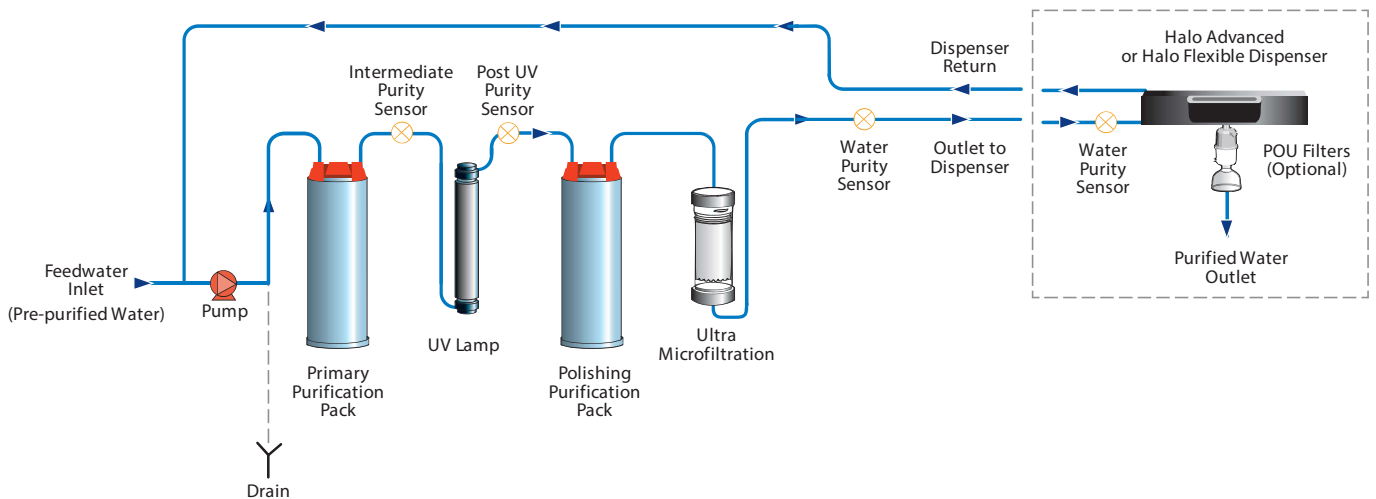 Halo Advanced
or Halo Flexible Dispenser
Dispenser
Return
Intermediate
Purity
Sensor
Post UV
Purity
Sensor
Water
Purity
Sensor
Outlet to
Dispenser
Water
Purity
Sensor
POU Filters
(Optional)
Purified Water
Outlet
Feedwater
Inlet
(Pre-purified Water)
Pump
UV Lamp
Ultra
Microfiltration
Primary
Purification
Pack
Polishing
Purification
Pack
Drain